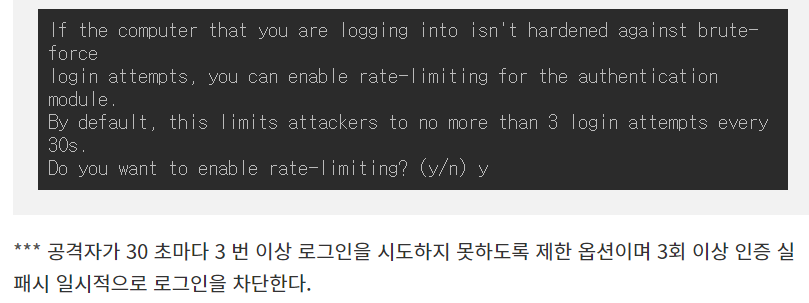 If the computer that you are logging into isn't hardened against brute-
force
login attempts, you can enable rate-limiting for the authentication
module.
By default, this limits attackers to no more than 3 login attempts every
30s.
Do you want to enable rate-limiting? (y/n) y
*** 공격자가 30 초마다 3 번 이상 로그인을 시도하지 못하도록 제한 옵션이며 3회 이상 인증 실
패시 일시적으로 로그인을 차단한다.